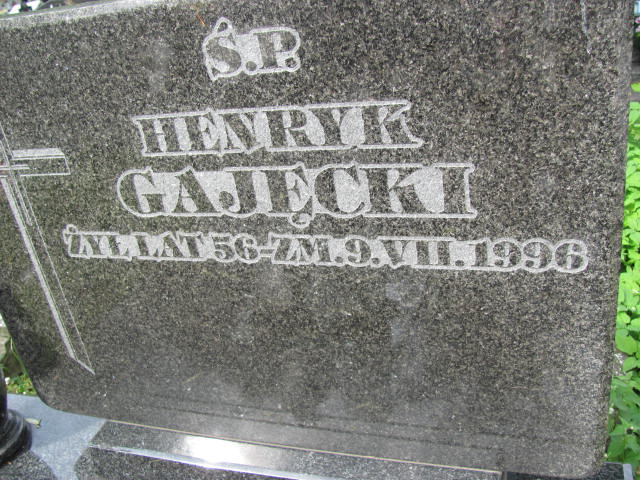 Ś.P.
HENRYK
GAJĘCKI
ŻYŁ LAT 56-ZM.9.VII.1996